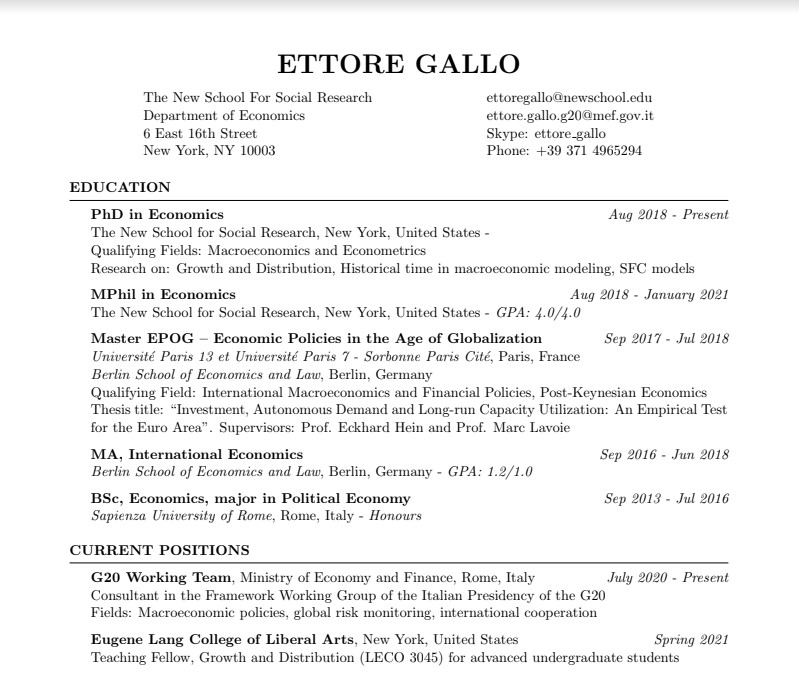 ETTORE GALLO
The New School For Social Research
Department of Economics
6 East 16th Street
New York, NY 10003
ettoregallo@newschool.edu
ettore.gallo.g20@mef.gov.it
Skype: ettore_gallo
Phone: +39 371 4965294
EDUCATION
PhD in Economics Aug 2018 - Present
The New School for Social Research, New York, United States -
Qualifying Fields: Macroeconomics and Econometrics
Research on: Growth and Distribution, Historical time in macroeconomic modeling, SFC models
MPhil in Economics Aug 2018 - January 2021
The New School for Social Research, New York, United States - GPA: 4.0/4.0
Master EPOG – Economic Policies in the Age of Globalization Sep 2017 - Jul 2018
Université Paris 13 et Université Paris 7 - Sorbonne Paris Cité, Paris, France
Berlin School of Economics and Law, Berlin, Germany
Qualifying Field: International Macroeconomics and Financial Policies, Post-Keynesian Economics
Thesis title: “Investment, Autonomous Demand and Long-run Capacity Utilization: An Empirical Test
for the Euro Area”. Supervisors: Prof. Eckhard Hein and Prof. Marc Lavoie
MA, International Economics Sep 2016 - Jun 2018
Berlin School of Economics and Law, Berlin, Germany - GPA: 1.2/1.0
BSc, Economics, major in Political Economy Sep 2013 - Jul 2016
Sapienza University of Rome, Rome, Italy - Honours
CURRENT POSITIONS
G20 Working Team, Ministry of Economy and Finance, Rome, Italy July 2020 - Present
Consultant in the Framework Working Group of the Italian Presidency of the G20
Fields: Macroeconomic policies, global risk monitoring, international cooperation
Eugene Lang College of Liberal Arts, New York, United States Spring 2021
Teaching Fellow, Growth and Distribution (LECO 3045) for advanced undergraduate students